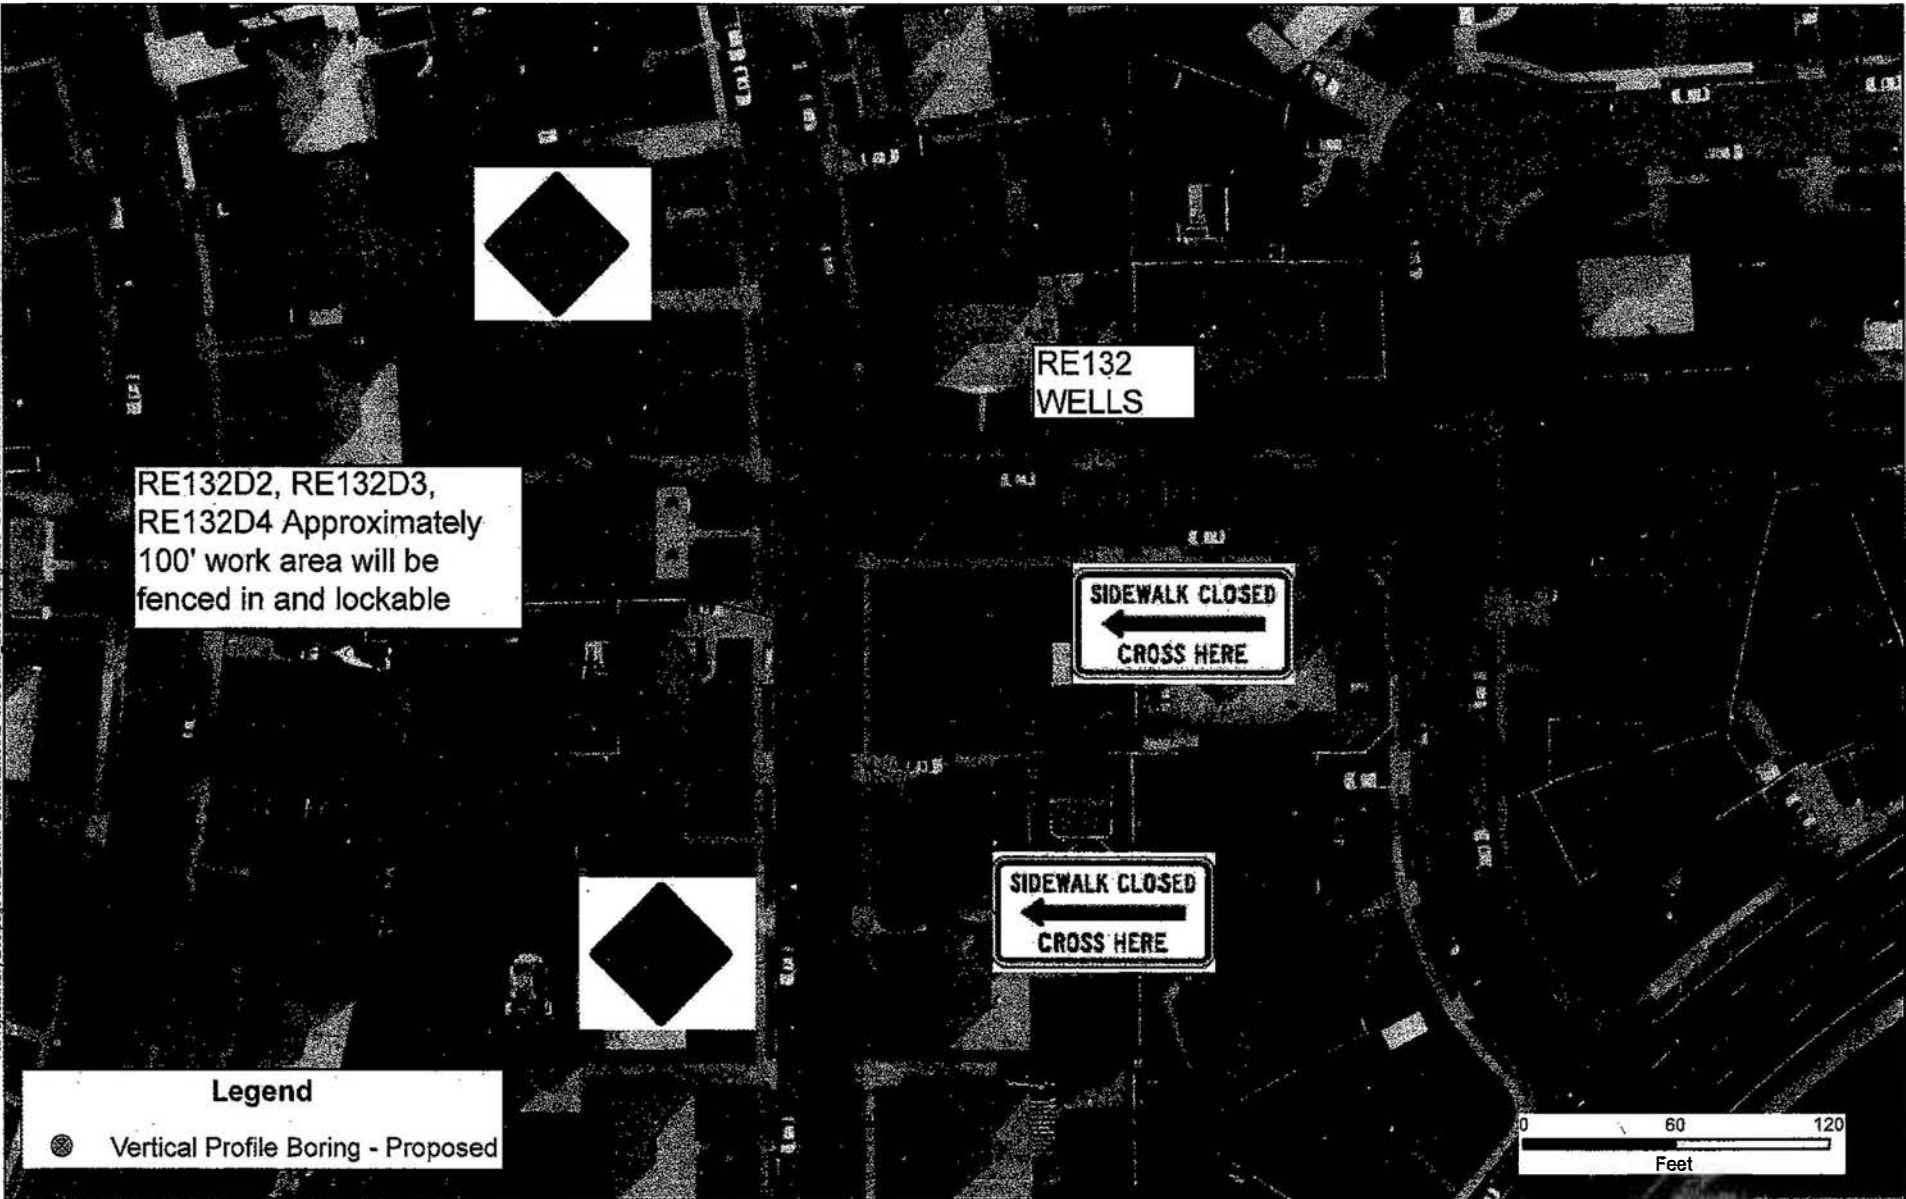 RE132
WELLS
RE132D2, RE132D3,
RE132D4 Approximately
100' work area will be
fenced in and lockable
SIDEWALK CLOSED
CROSS HERE
SIDEWALK CLOSED
CROSS HERE
Legend
Vertical Profile Boring - Proposed
0 60 120
Feet